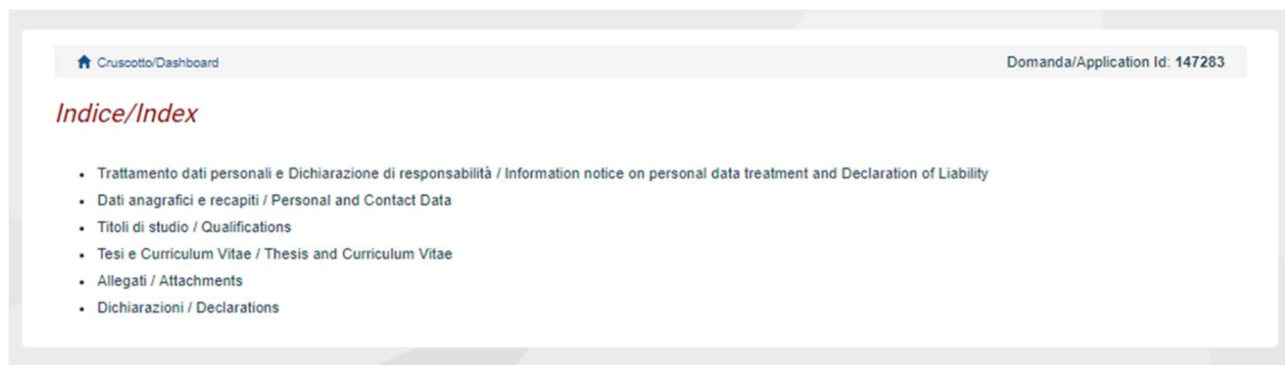 Cruscotto/Dashboard
Domanda/Application Id: 147283
Indice/Index
Trattamento dati personali e Dichiarazione di responsabilità / Information notice on personal data treatment and Declaration of Liability
Dati anagrafici e recapiti / Personal and Contact Data
Titoli di studio / Qualifications
Tesi e Curriculum Vitae / Thesis and Curriculum Vitae
Allegati / Attachments
Dichiarazioni / Declarations